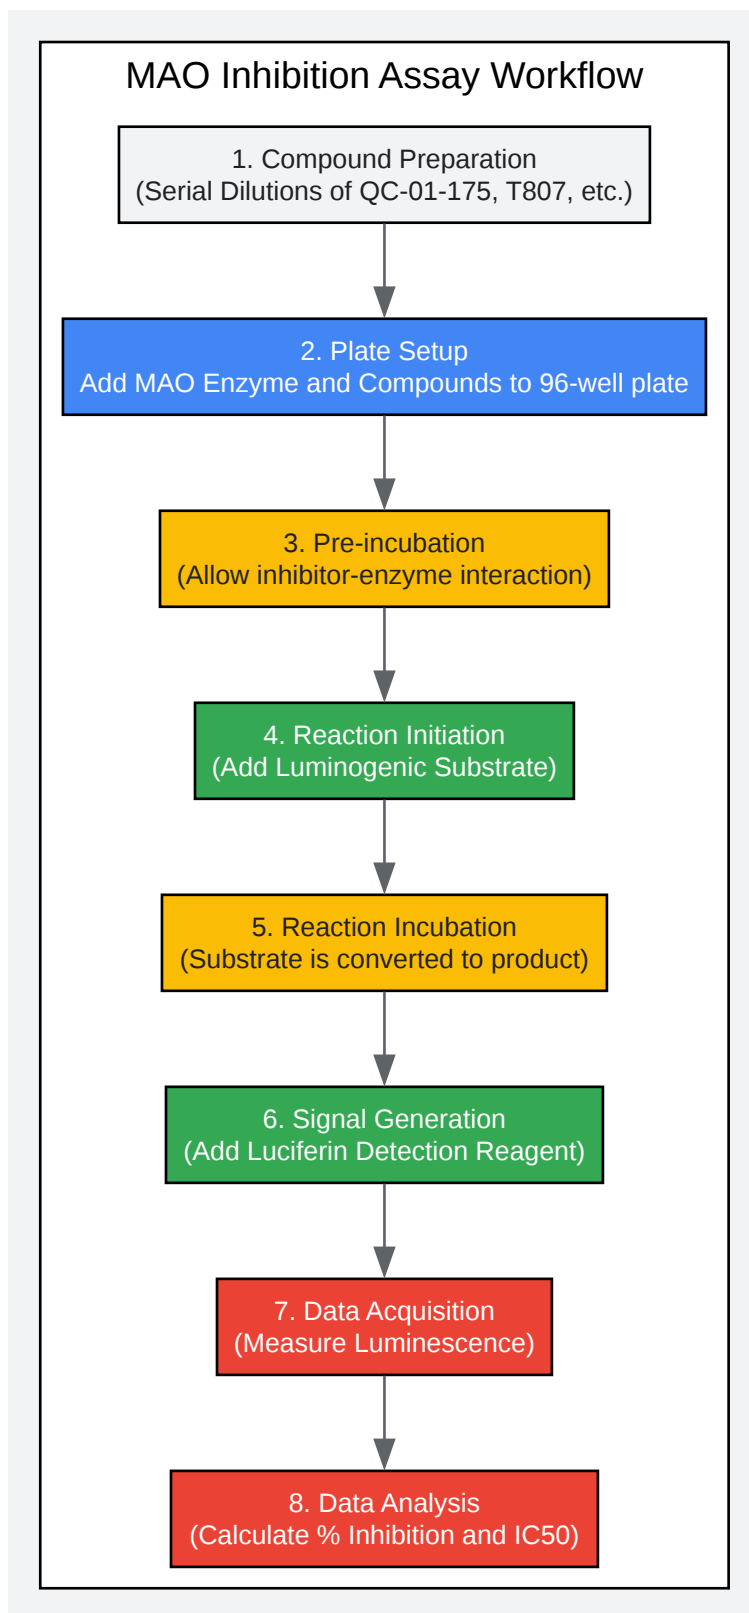 MAO Inhibition Assay Workflow
1. Compound Preparation
(Serial Dilutions of QC-01-175, T807, etc.)
2. Plate Setup
Add MAO Enzyme and Compounds to 96-well plate
3. Pre-incubation
(Allow inhibitor-enzyme interaction)
4. Reaction Initiation
(Add Luminogenic Substrate)
5. Reaction Incubation
(Substrate is converted to product)
6. Signal Generation
(Add Luciferin Detection Reagent)
7. Data Acquisition
(Measure Luminescence)
8. Data Analysis
(Calculate % Inhibition and IC50)